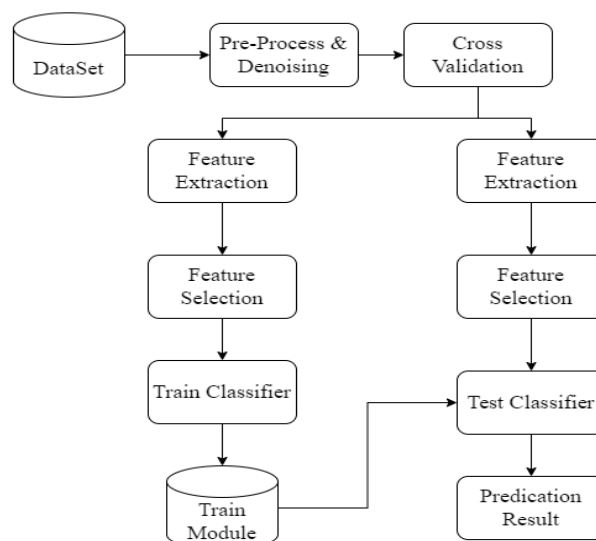 DataSet
Pre-Process &
Denoising
Cross
Validation
Feature
Extraction
Feature
Extraction
Feature
Selection
Feature
Selection
Train Classifier
Test Classifier
Train
Module
Predication
Result